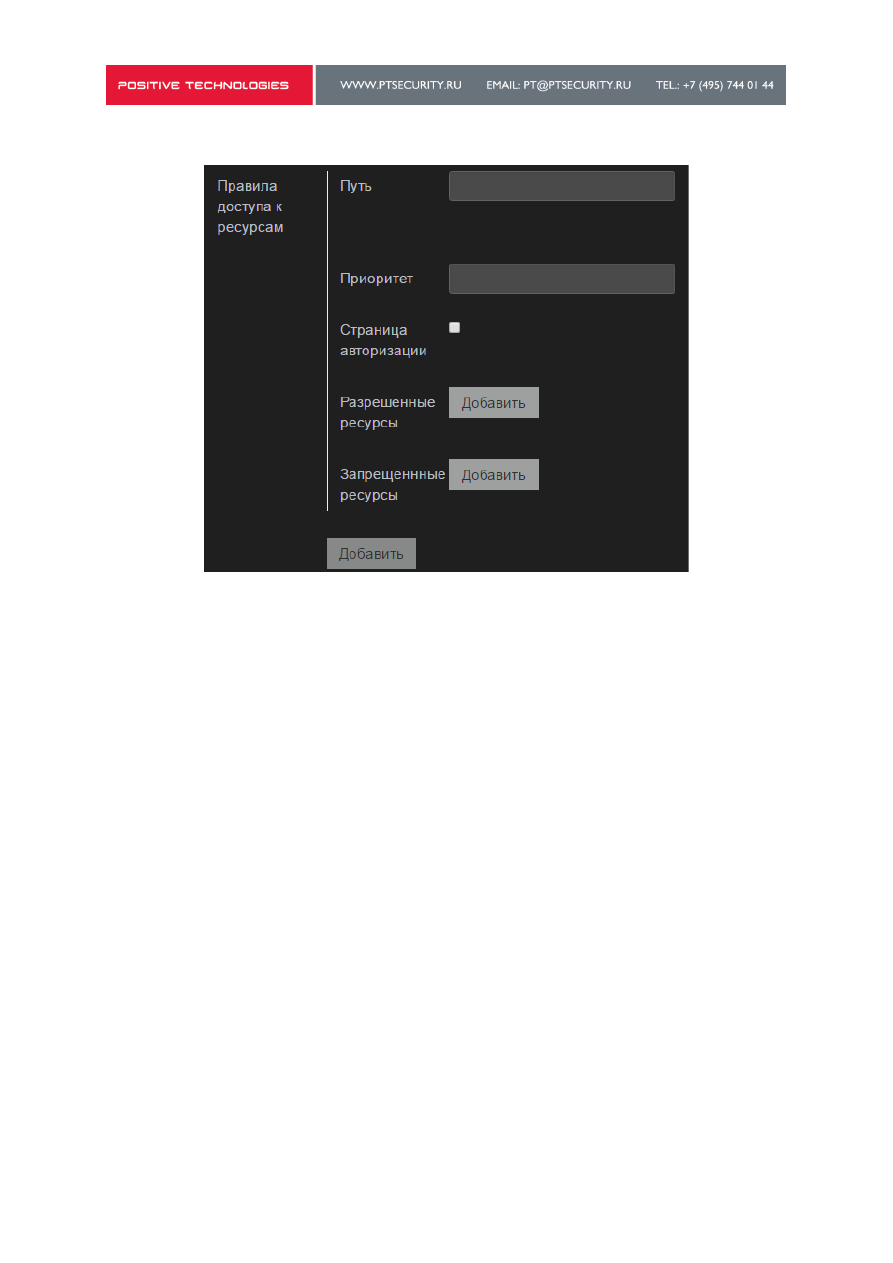 POSITIVE TECHNOLOGIES WWW.PTSECURITY.RU EMAIL: PT@PTSECURITY.RU TEL.: +7 (495) 744 01 44
Правила
доступа к
ресурсам
Путь
Приоритет
Страница
авторизации
Разрешенные
ресурсы
Добавить
Запрещеннные
ресурсы
Добавить
Добавить